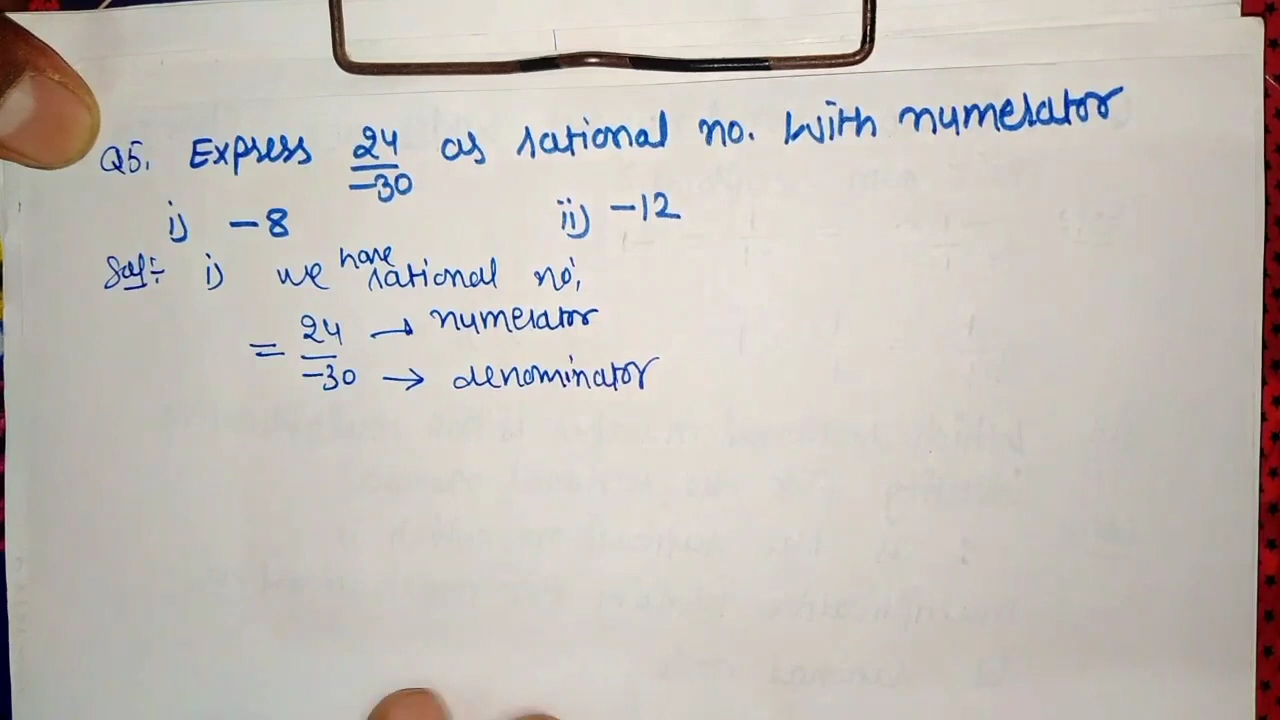 Q5. Express 24/-30 as rational no. with numerator
i) -8 ii) -12
Sol:- i) we have rational no,
= 24 → numerator
-30 → denominator